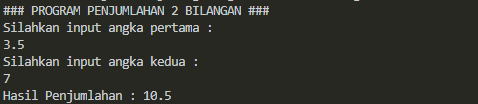 ### PROGRAM PENJUMLAHAN 2 BILANGAN ###
Silahkan input angka pertama :
3.5
Silahkan input angka kedua :
7
Hasil Penjumlahan : 10.5